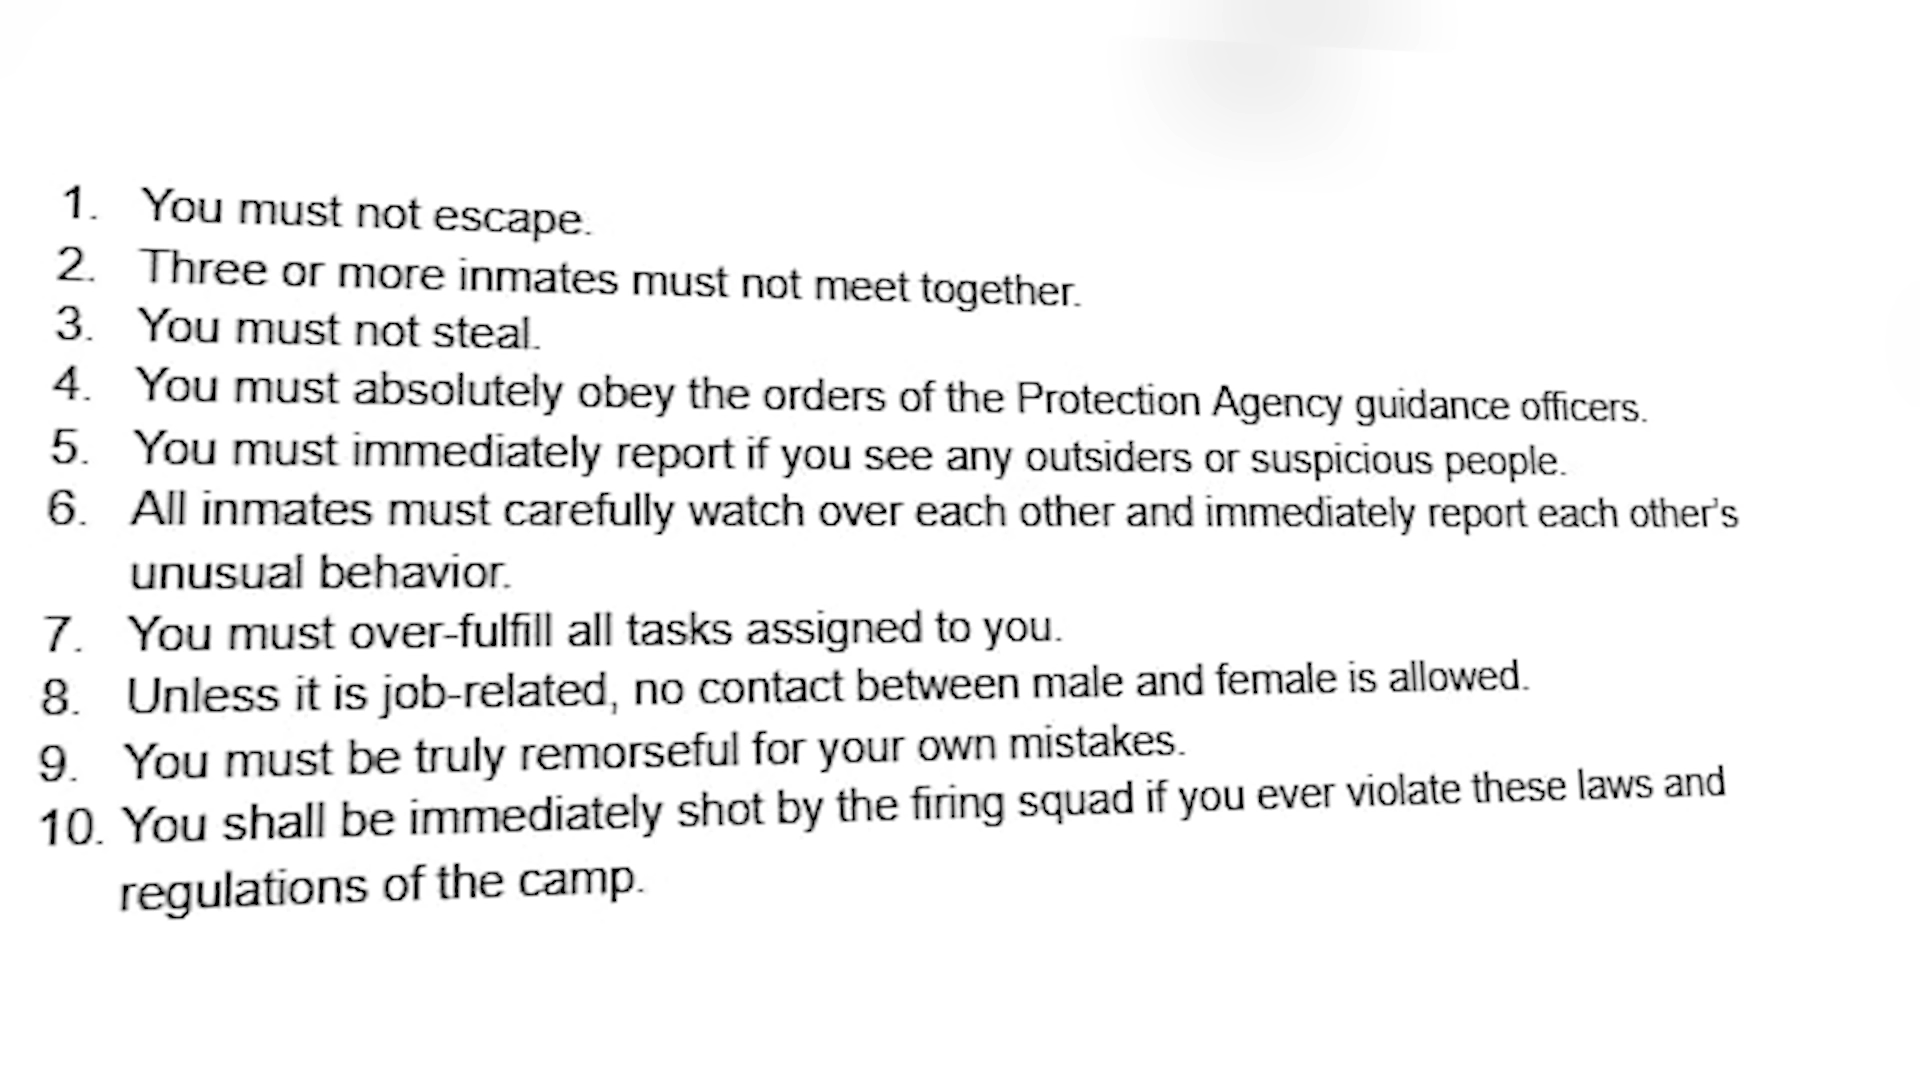 1. You must not escape.
2. Three or more inmates must not meet together.
3. You must not steal.
4. You must absolutely obey the orders of the Protection Agency guidance officers.
5. You must immediately report if you see any outsiders or suspicious people.
6. All inmates must carefully watch over each other and immediately report each other's
unusual behavior.
7. You must over-fulfill all tasks assigned to you.
8. Unless it is job-related, no contact between male and female is allowed.
9. You must be truly remorseful for your own mistakes.
10. You shall be immediately shot by the firing squad if you ever violate these laws and
regulations of the camp.